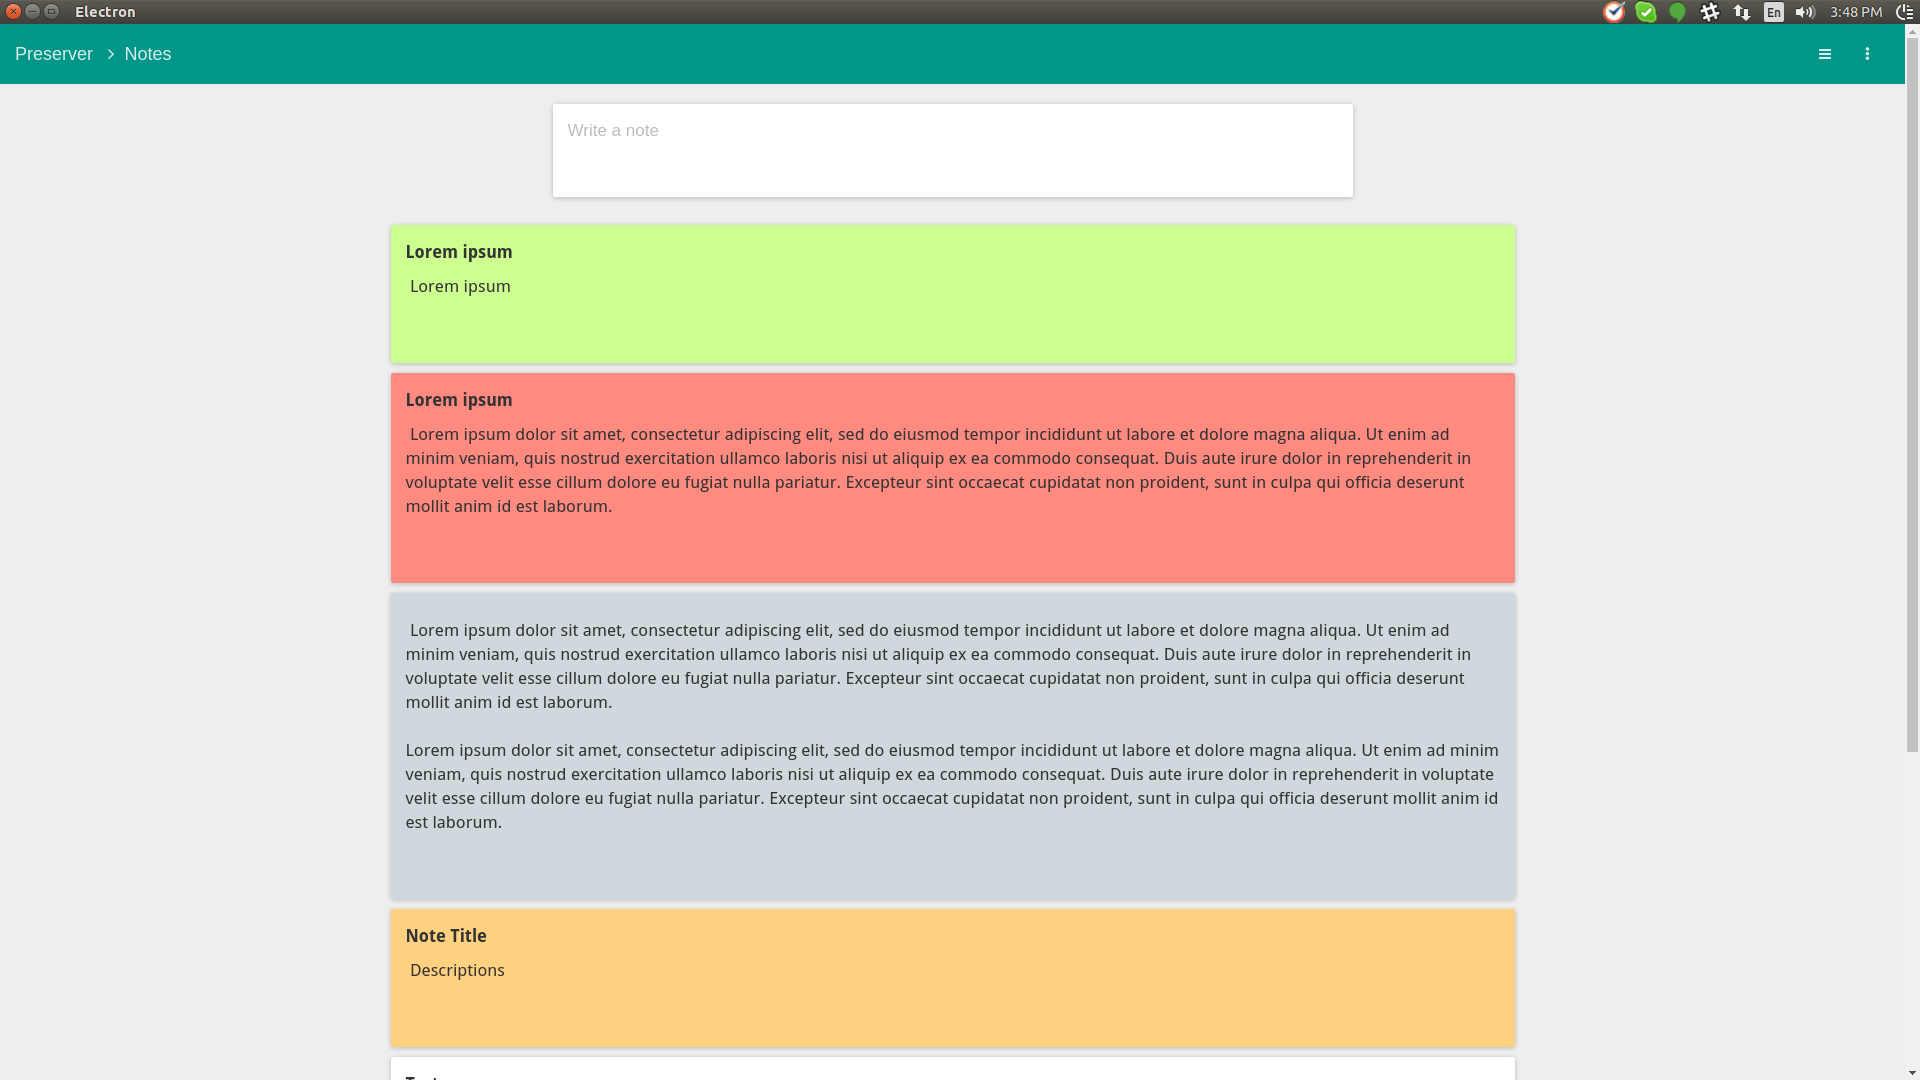 Electron
En
3:48 PM
Preserver > Notes
Write a note
Lorem ipsum
Lorem ipsum
Lorem ipsum
Lorem ipsum dolor sit amet, consectetur adipiscing elit, sed do eiusmod tempor incididunt ut labore et dolore magna aliqua. Ut enim ad
minim veniam, quis nostrud exercitation ullamco laboris nisi ut aliquip ex ea commodo consequat. Duis aute irure dolor in reprehenderit in
voluptate velit esse cillum dolore eu fugiat nulla pariatur. Excepteur sint occaecat cupidatat non proident, sunt in culpa qui officia deserunt
mollit anim id est laborum.
Lorem ipsum dolor sit amet, consectetur adipiscing elit, sed do eiusmod tempor incididunt ut labore et dolore magna aliqua. Ut enim ad
minim veniam, quis nostrud exercitation ullamco laboris nisi ut aliquip ex ea commodo consequat. Duis aute irure dolor in reprehenderit in
voluptate velit esse cillum dolore eu fugiat nulla pariatur. Excepteur sint occaecat cupidatat non proident, sunt in culpa qui officia deserunt
mollit anim id est laborum.
Lorem ipsum dolor sit amet, consectetur adipiscing elit, sed do eiusmod tempor incididunt ut labore et dolore magna aliqua. Ut enim ad minim
veniam, quis nostrud exercitation ullamco laboris nisi ut aliquip ex ea commodo consequat. Duis aute irure dolor in reprehenderit in voluptate
velit esse cillum dolore eu fugiat nulla pariatur. Excepteur sint occaecat cupidatat non proident, sunt in culpa qui officia deserunt mollit anim id
est laborum.
Note Title
Descriptions